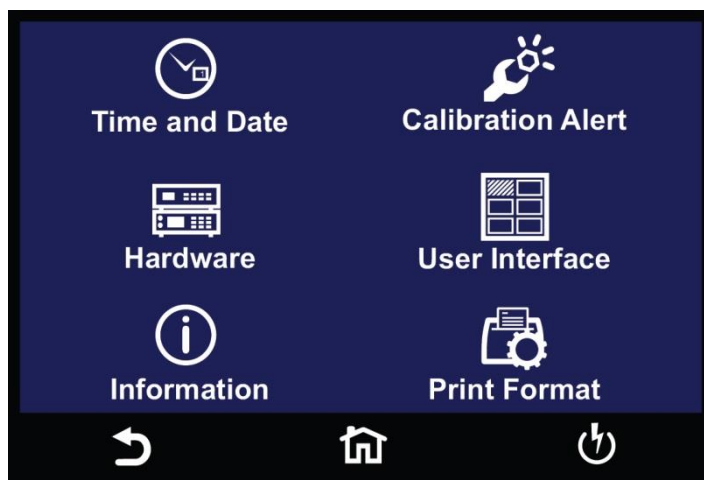 Time and Date
Calibration Alert
Hardware
User Interface
Information
Print Format